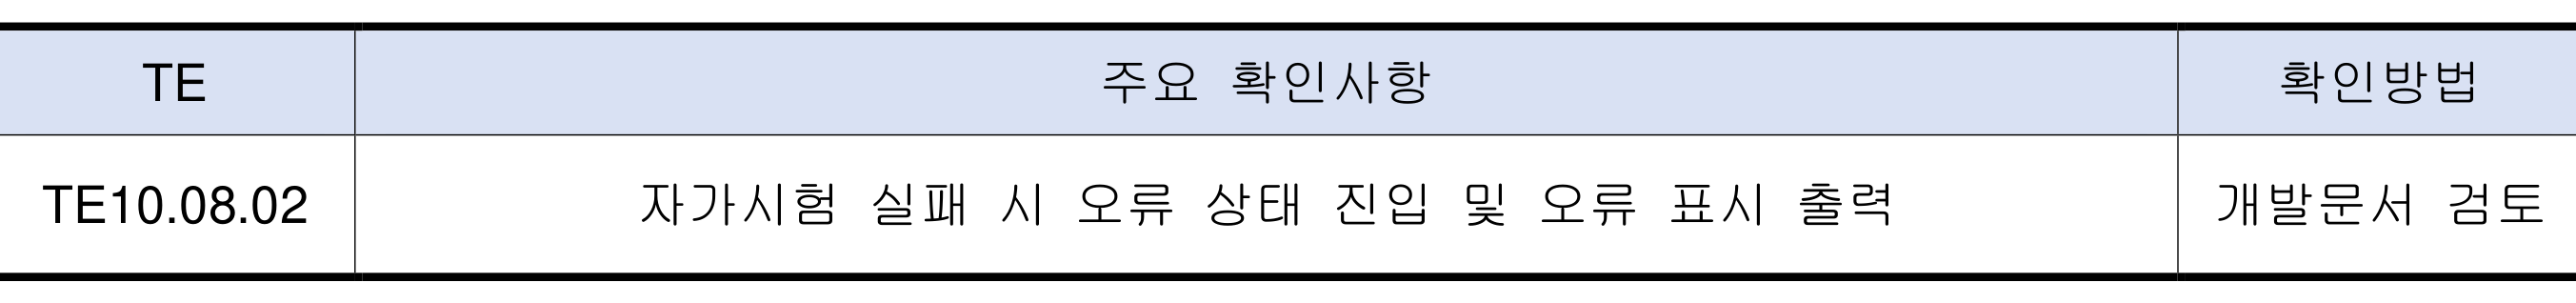 TE 주요 확인사항 확인방법
TE10.08.02 자가시험 실패 시 오류 상태 진입 및 오류 표시 출력 개발문서 검토